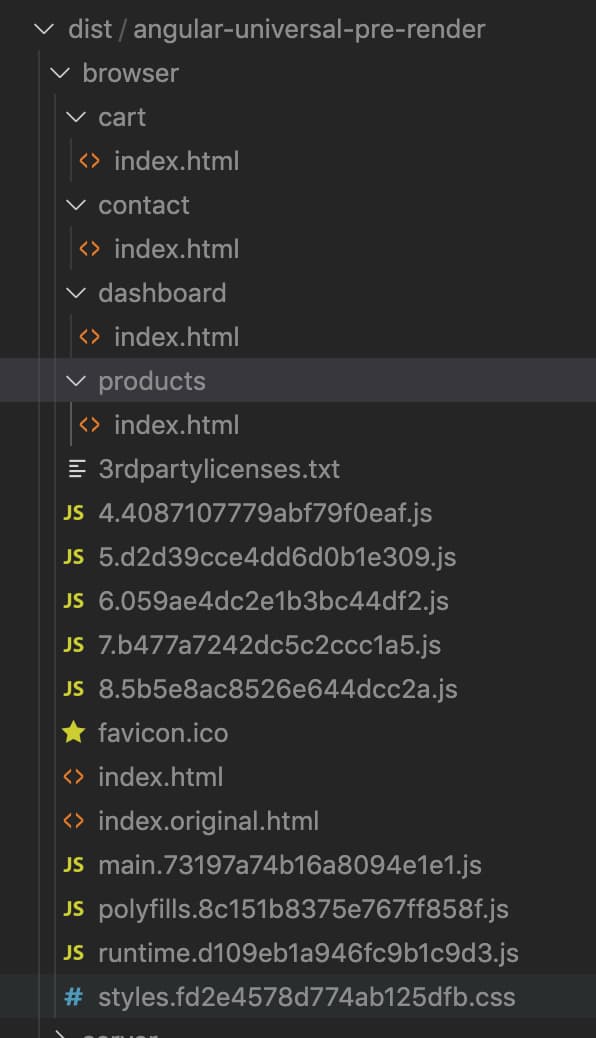 dist / angular-universal-pre-render
browser
cart
<> index.html
contact
<> index.html
dashboard
<> index.html
products
<> index.html
3rdpartylicenses.txt
JS 4.4087107779abf79f0eaf.js
JS 5.d2d39cce4dd6d0b1e309.js
JS 6.059ae4dc2e1b3bc44df2.js
JS 7.b477a7242dc5c2ccc1a5.js
JS 8.5b5e8ac8526e644dcc2a.js
favicon.ico
<> index.html
<> index.original.html
JS main.73197a74b16a8094e1e1.js
JS polyfills.8c151b8375e767ff858f.js
JS runtime.d109eb1a946fc9b1c9d3.js
# styles.fd2e4578d774ab125dfb.css